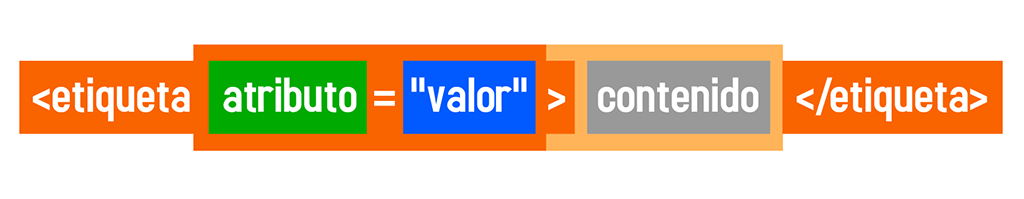 <etiqueta atributo = "valor" > contenido </etiqueta>